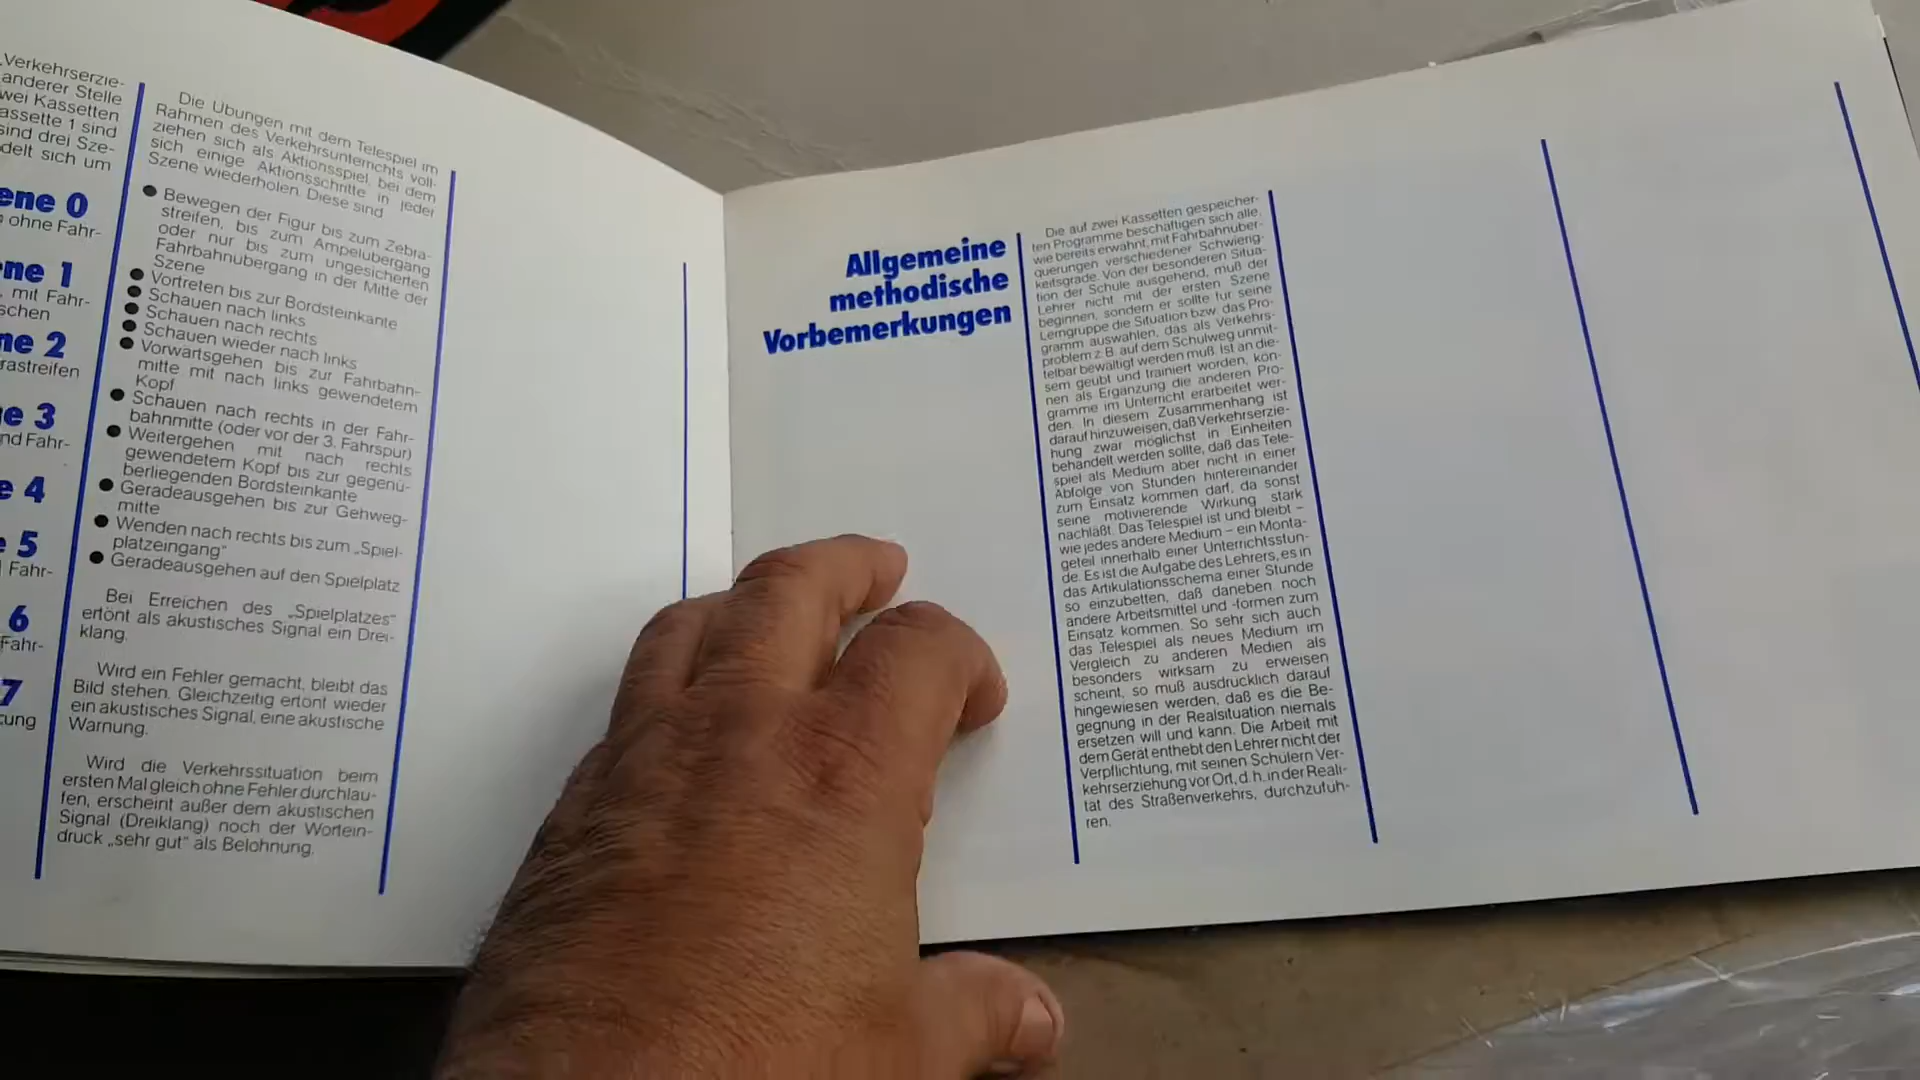 Verkehrserzie-
anderer Stelle
wei Kassetten
assette 1 sind
sind drei Sze-
delt sich um
ene 0
ohne Fahr-
ne 1
, mit Fahr-
schen
ne 2
rastreifen
e 3
nd Fahr-
e 4
e 5
Fahr-
6
Fahr-
7
tung
Die Übungen mit dem Telespiel im
Rahmen des Verkehrsunterrichts voll-
ziehen sich als Aktionsspiel, bei dem
sich einige Aktionsschritte in jeder
Szene wiederholen. Diese sind
● Bewegen der Figur bis zum Zebra-
streifen, bis zum Ampelübergang
oder nur bis zum ungesicherten
Fahrbahnübergang in der Mitte der
Szene
● Vortreten bis zur Bordsteinkante
● Schauen nach links
● Schauen nach rechts
● Schauen wieder nach links
● Vorwärtsgehen bis zur Fahrbahn-
mitte mit nach links gewendetem
Kopf
● Schauen nach rechts in der Fahr-
bahnmitte (oder vor der 3. Fahrspur)
● Weitergehen mit nach rechts
gewendetem Kopf bis zur gegenü-
berliegenden Bordsteinkante
● Geradeausgehen bis zur Gehweg-
mitte
● Wenden nach rechts bis zum „Spiel-
platzeingang"
● Geradeausgehen auf den Spielplatz
Bei Erreichen des „Spielplatzes"
ertönt als akustisches Signal ein Drei-
klang.
Wird ein Fehler gemacht, bleibt das
Bild stehen. Gleichzeitig ertönt wieder
ein akustisches Signal, eine akustische
Warnung.
Wird die Verkehrssituation beim
ersten Mal gleich ohne Fehler durchlau-
fen, erscheint außer dem akustischen
Signal (Dreiklang) noch der Wortein-
druck „sehr gut" als Belohnung.
Allgemeine
methodische
Vorbemerkungen
Die auf zwei Kassetten gespeicher-
ten Programme beschäftigen sich alle,
wie bereits erwähnt, mit Fahrbahnüber-
querungen verschiedener Schwierig-
keitsgrade. Von der besonderen Situa-
tion der Schule ausgehend, muß der
Lehrer nicht mit der ersten Szene
beginnen, sondern er sollte für seine
Lerngruppe die Situation bzw. das Pro-
gramm auswählen, das als Verkehrs-
problem z.B. auf dem Schulweg unmit-
telbar bewältigt werden muß. Ist an die-
sem geübt und trainiert worden, kön-
nen als Ergänzung die anderen Pro-
gramme im Unterricht erarbeitet wer-
den. In diesem Zusammenhang ist
darauf hinzuweisen, daß Verkehrserzie-
hung zwar möglichst in Einheiten
behandelt werden sollte, daß das Tele-
spiel als Medium aber nicht in einer
Abfolge von Stunden hintereinander
zum Einsatz kommen darf, da sonst
seine motivierende Wirkung stark
nachläßt. Das Telespiel ist und bleibt –
wie jedes andere Medium – ein Monta-
geteil innerhalb einer Unterrichtsstun-
de. Es ist die Aufgabe des Lehrers, es in
das Artikulationsschema einer Stunde
so einzubetten, daß daneben noch
andere Arbeitsmittel und -formen zum
Einsatz kommen. So sehr sich auch
das Telespiel als neues Medium im
Vergleich zu anderen Medien als
besonders wirksam zu erweisen
scheint, so muß ausdrücklich darauf
hingewiesen werden, daß es die Be-
gegnung in der Realsituation niemals
ersetzen will und kann. Die Arbeit mit
dem Gerät enthebt den Lehrer nicht der
Verpflichtung, mit seinen Schülern Ver-
kehrserziehung vor Ort, d.h. in der Reali-
tät des Straßenverkehrs, durchzufüh-
ren.